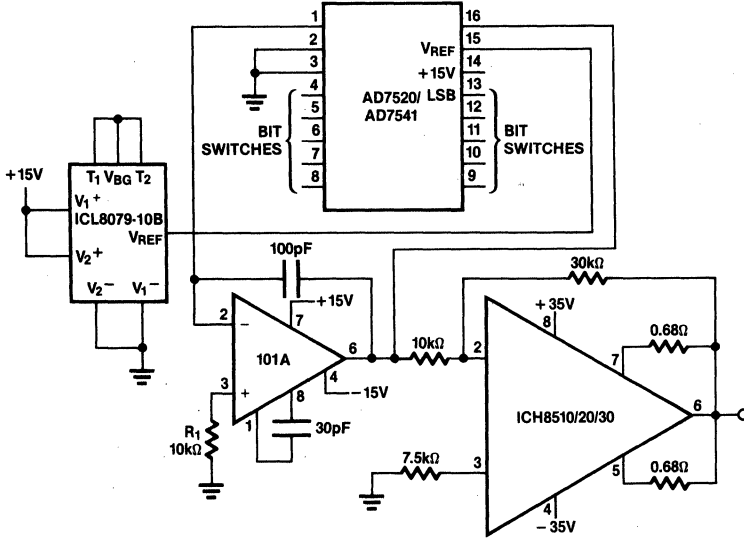 1
2
3
4
5
6
7
8
16
15
14
13
12
11
10
9
V_REF
+15V
LSB
AD7520/
AD7541
BIT
SWITCHES
BIT
SWITCHES
+15V
T1 V_BG T2
V1+
ICL8079-10B
V_REF
V2+
V2− V1−
100pF
+15V
7
2
−
101A
6
3
+
4
−15V
8
1
30pF
R1
10kΩ
10kΩ
30kΩ
+35V
8
2
0.68Ω
7
ICH8510/20/30
6
7.5kΩ
3
0.68Ω
5
4
−35V